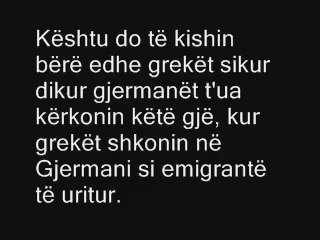 Kështu do të kishin
bërë edhe grekët sikur
dikur gjermanët t'ua
kërkonin këtë gjë, kur
grekët shkonin në
Gjermani si emigrantë
të uritur.